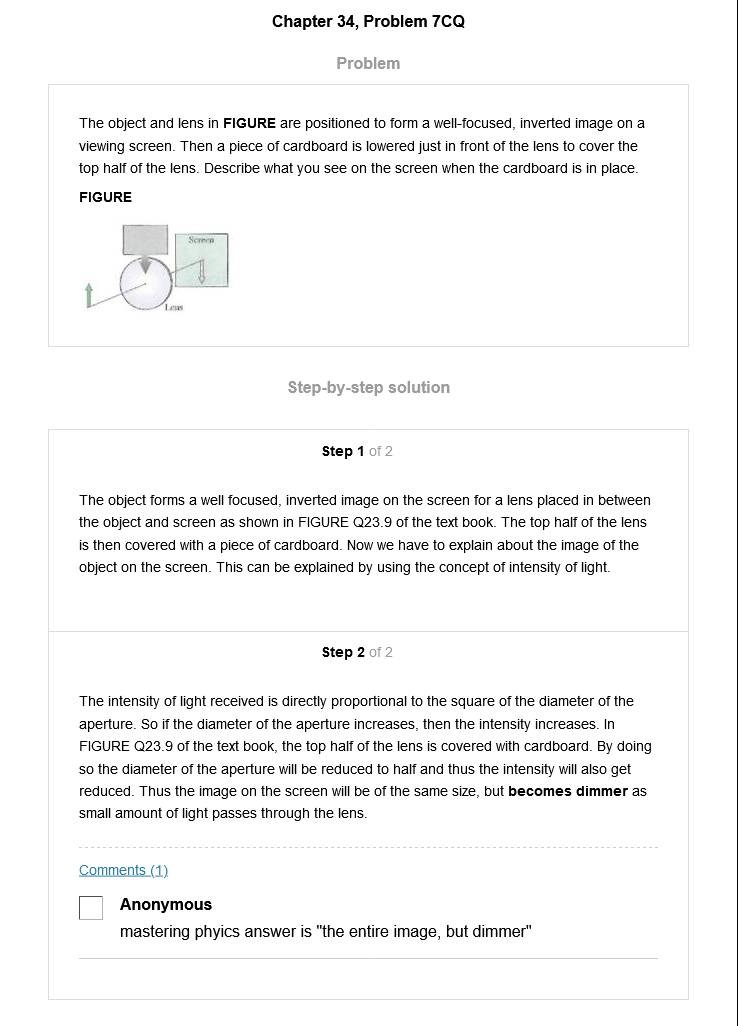 Chapter 34, Problem 7CQ
Problem
The object and lens in FIGURE are positioned to form a well-focused, inverted image on a
viewing screen. Then a piece of cardboard is lowered just in front of the lens to cover the
top half of the lens. Describe what you see on the screen when the cardboard is in place.
FIGURE
Screen
Lens
Step-by-step solution
Step 1 of 2
The object forms a well focused, inverted image on the screen for a lens placed in between
the object and screen as shown in FIGURE Q23.9 of the text book. The top half of the lens
is then covered with a piece of cardboard. Now we have to explain about the image of the
object on the screen. This can be explained by using the concept of intensity of light.
Step 2 of 2
The intensity of light received is directly proportional to the square of the diameter of the
aperture. So if the diameter of the aperture increases, then the intensity increases. In
FIGURE Q23.9 of the text book, the top half of the lens is covered with cardboard. By doing
so the diameter of the aperture will be reduced to half and thus the intensity will also get
reduced. Thus the image on the screen will be of the same size, but becomes dimmer as
small amount of light passes through the lens.
Comments (1)
Anonymous
mastering phyics answer is "the entire image, but dimmer"